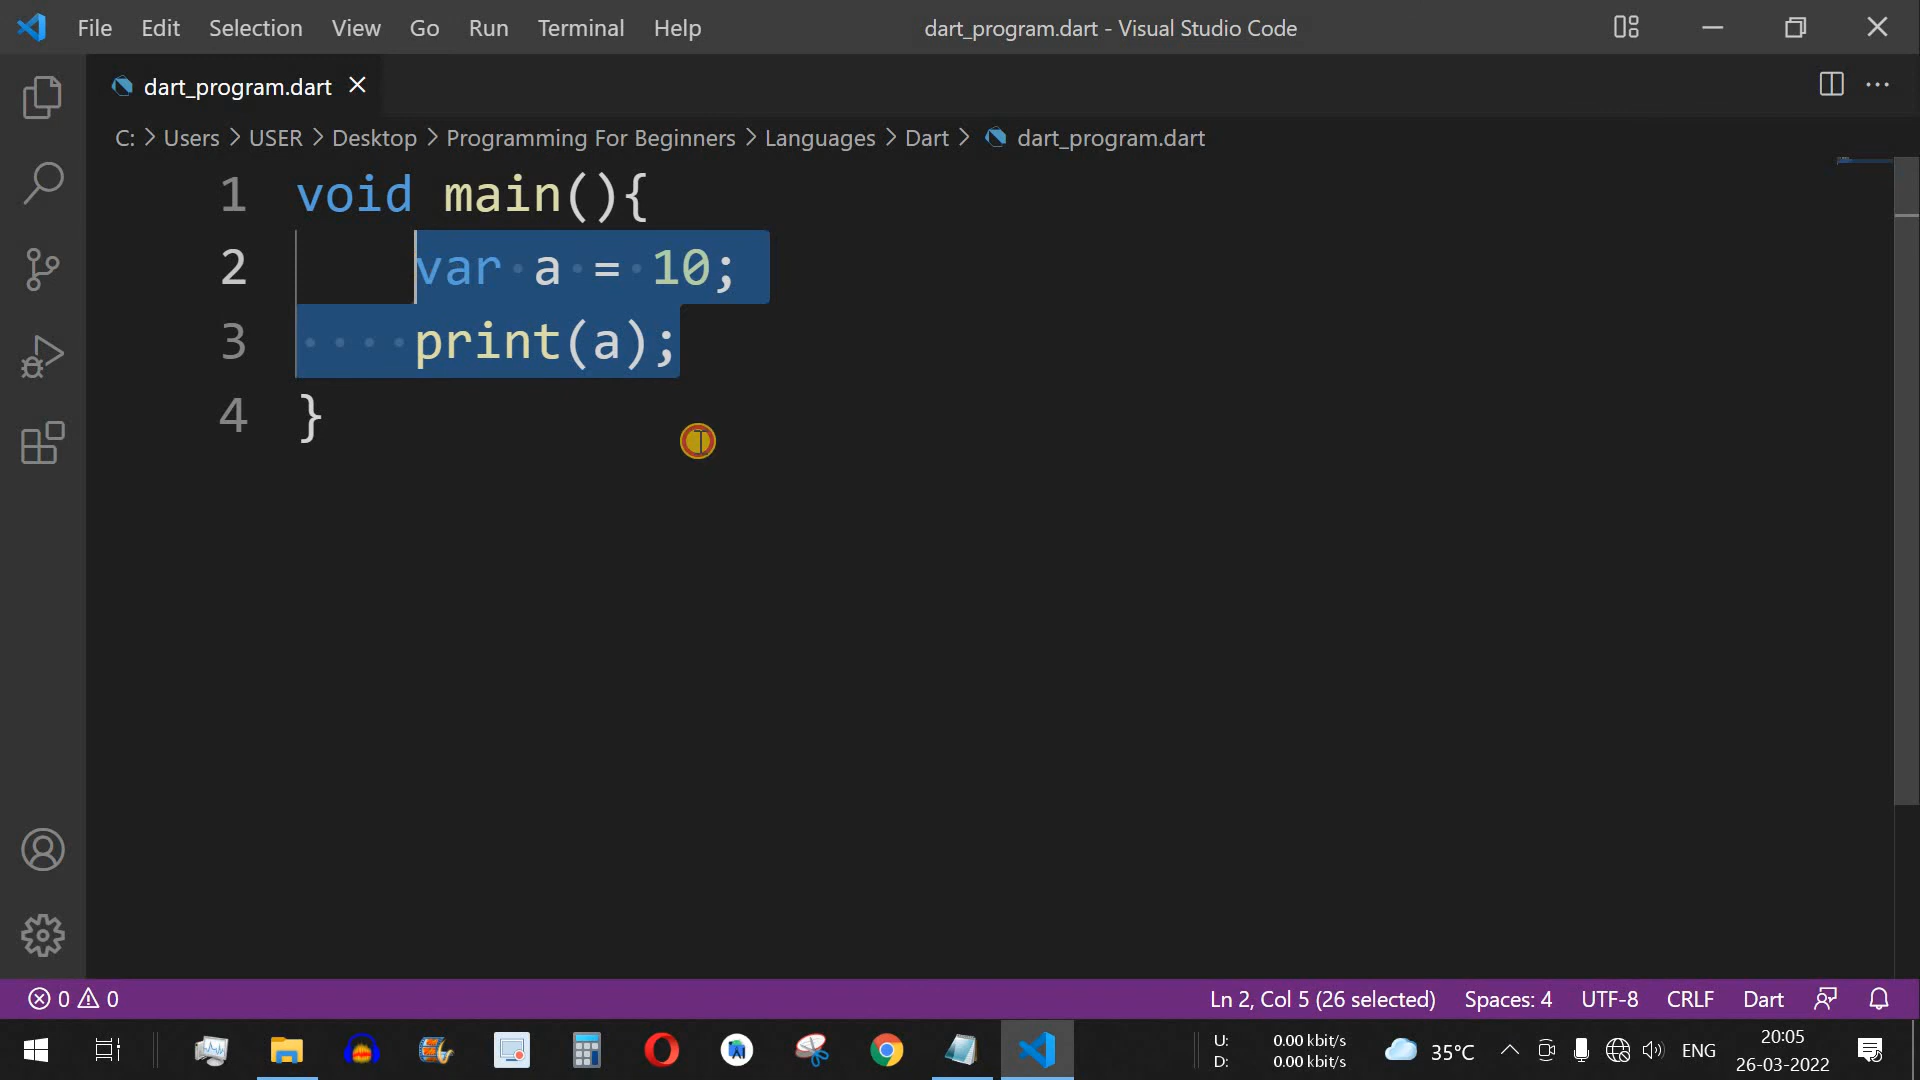 File Edit Selection View Go Run Terminal Help dart_program.dart - Visual Studio Code
dart_program.dart
C: > Users > USER > Desktop > Programming For Beginners > Languages > Dart > dart_program.dart
1 void main(){
2 var a = 10;
3 print(a);
4 }
0 0 Ln 2, Col 5 (26 selected) Spaces: 4 UTF-8 CRLF Dart
U: 0.00 kbit/s
D: 0.00 kbit/s
35°C ENG
20:05
26-03-2022